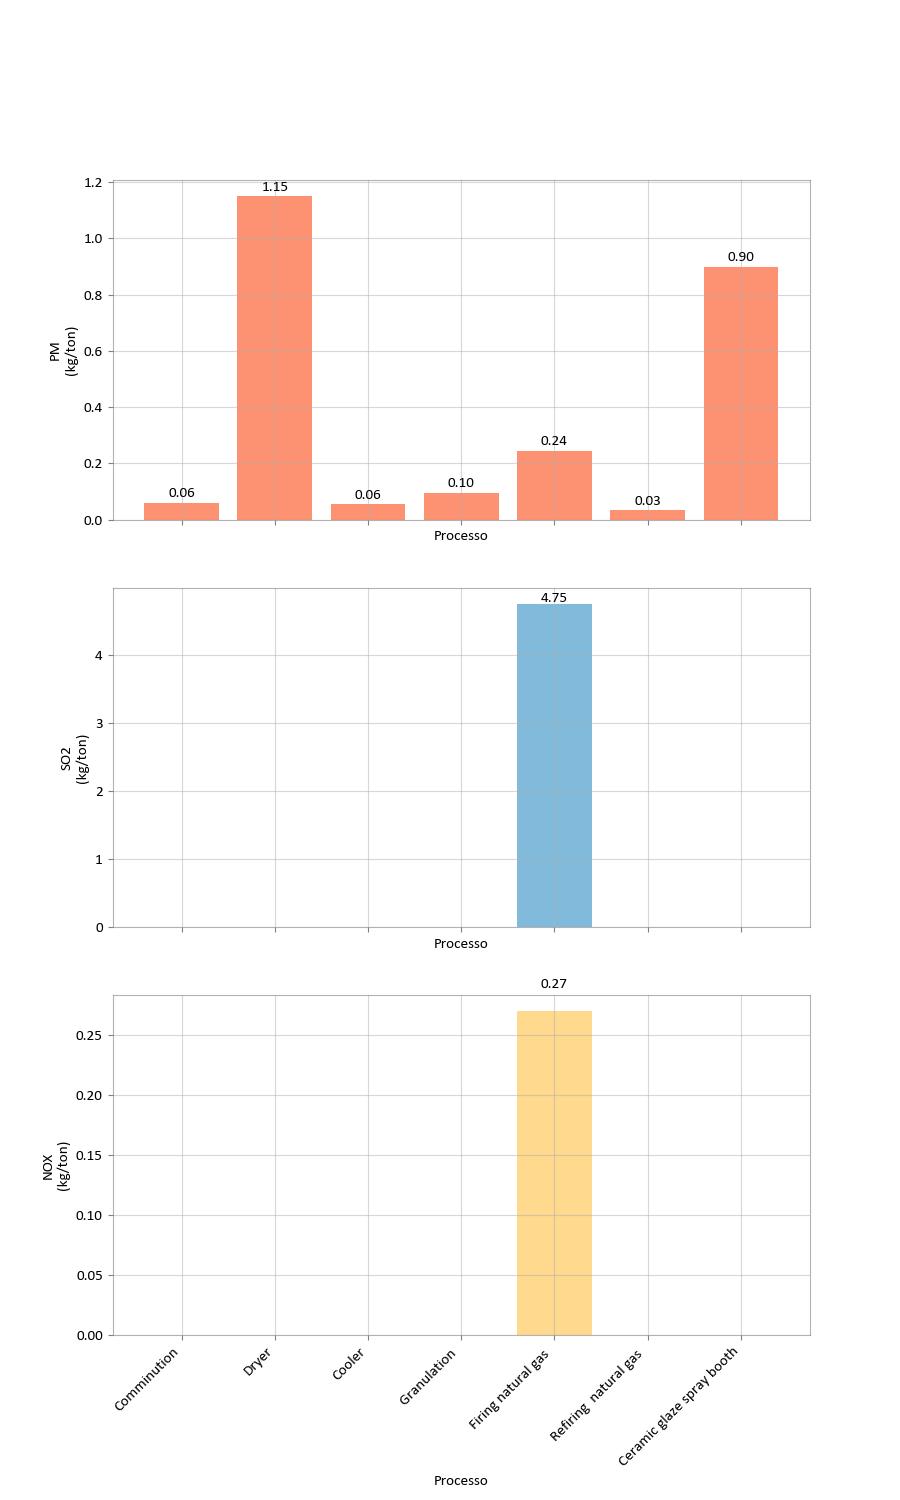 PM
(kg/ton)
1.2
1.0
0.8
0.6
0.4
0.2
0.0
0.06
1.15
0.06
0.10
0.24
0.03
0.90
Processo
SO2
(kg/ton)
4
3
2
1
0
4.75
Processo
NOX
(kg/ton)
0.25
0.20
0.15
0.10
0.05
0.00
0.27
Comminution
Dryer
Cooler
Granulation
Firing natural gas
Refiring natural gas
Ceramic glaze spray booth
Processo